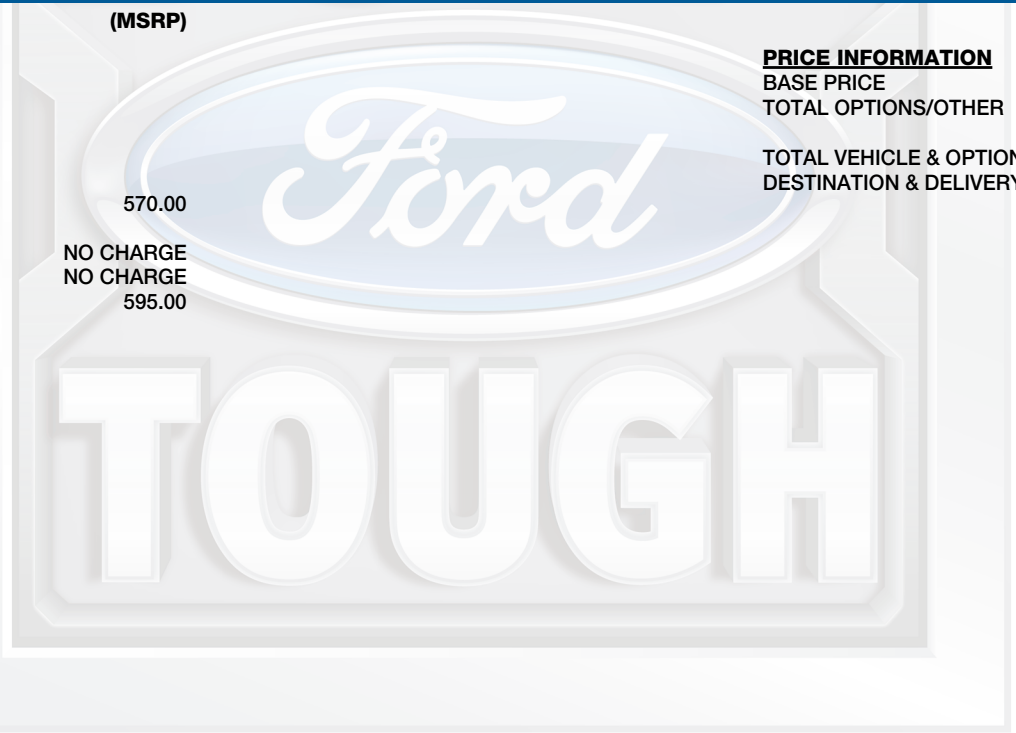 (MSRP)
570.00
NO CHARGE
NO CHARGE
595.00
PRICE INFORMATION
BASE PRICE
TOTAL OPTIONS/OTHER
TOTAL VEHICLE & OPTION
DESTINATION & DELIVERY
Ford
TOUGH